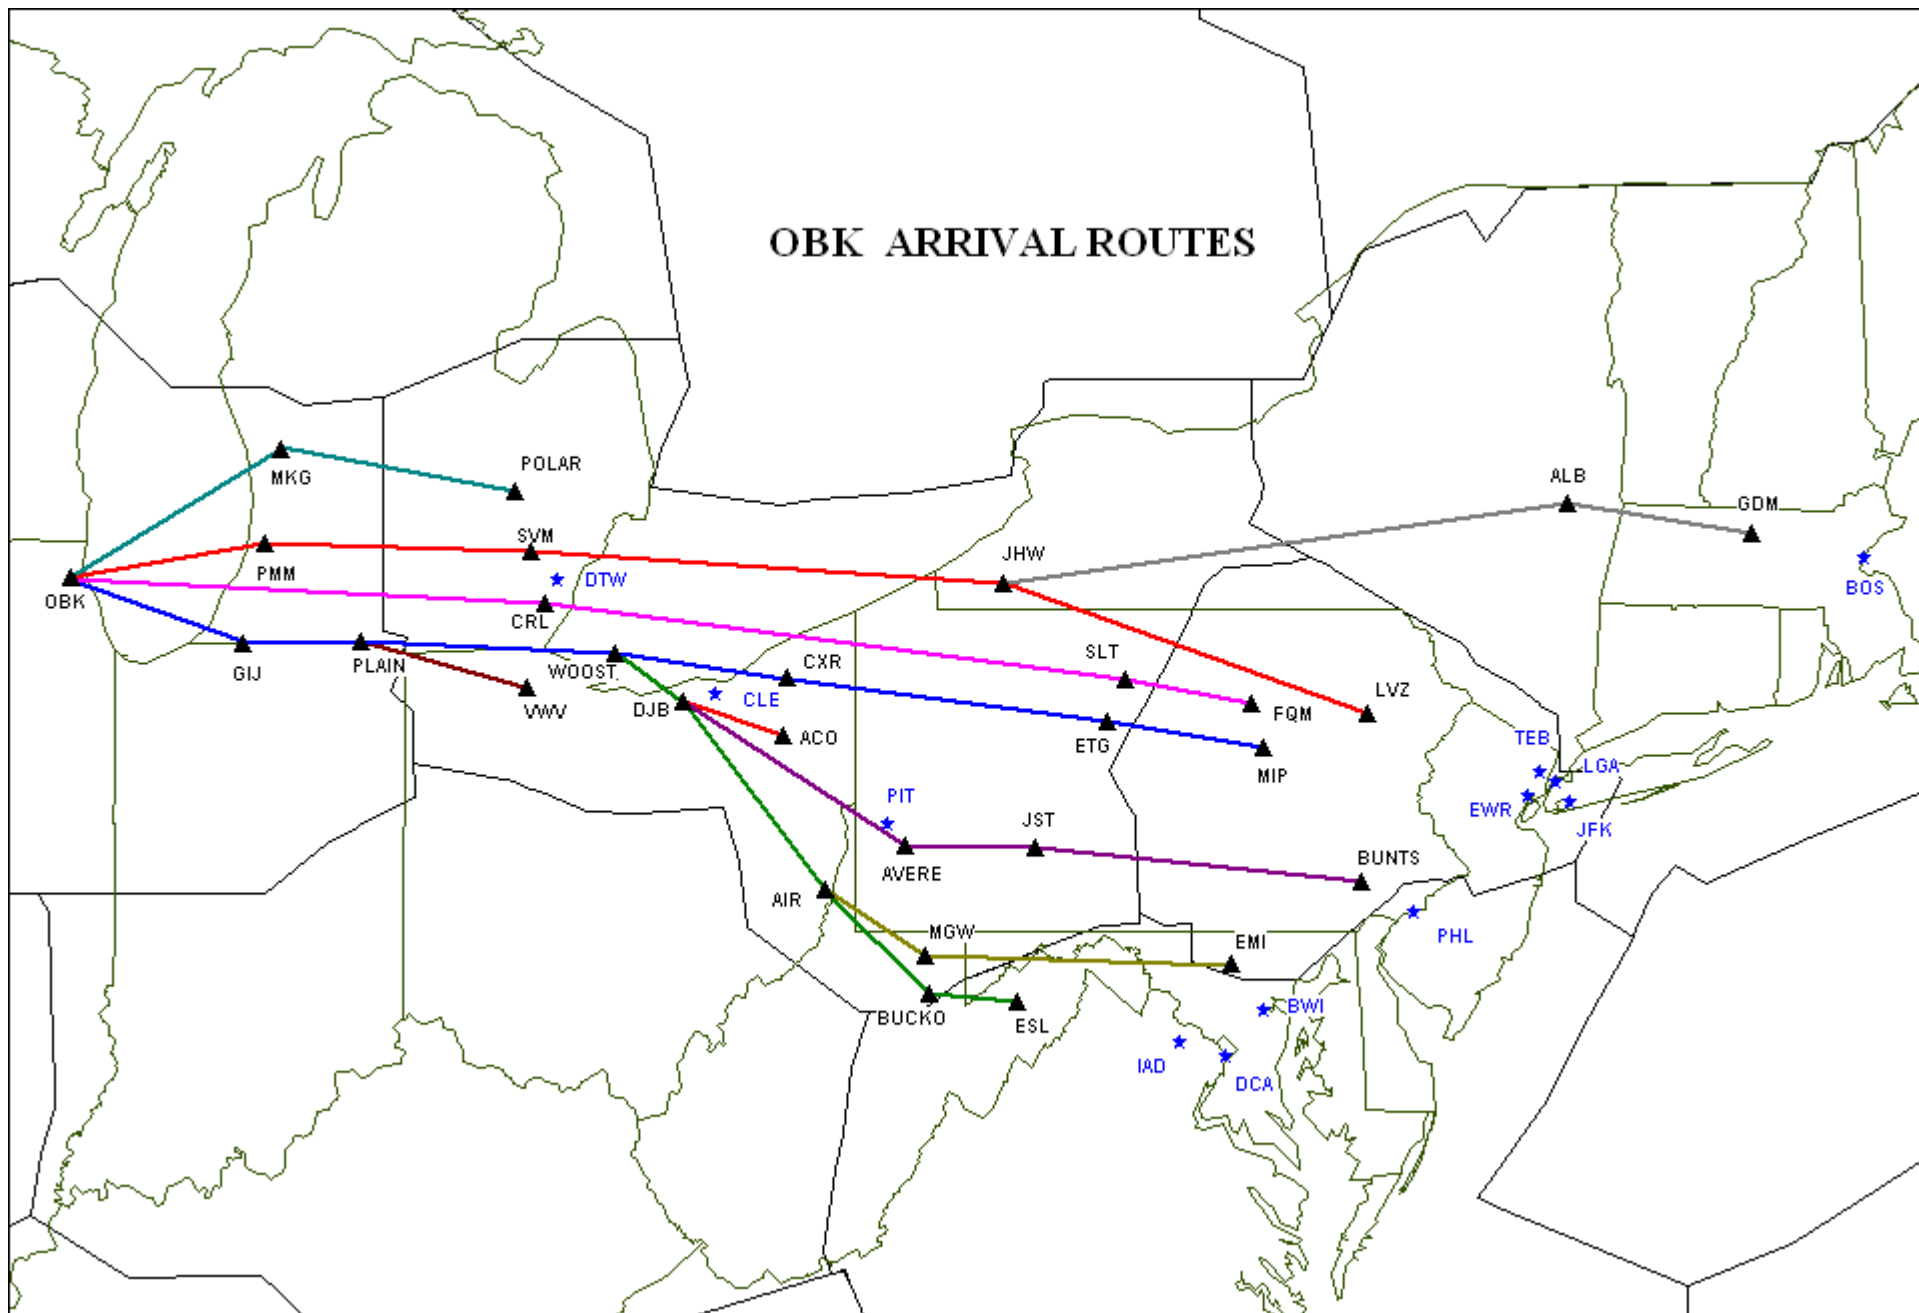 OBK ARRIVAL ROUTES
POLAR
MKG
ALB
GDM
SVM
JHW
PMM
DTW
BOS
OBK
CRL
SLT
GIJ
PLAIN
WOOST
CXR
LVZ
VWV
DJB
CLE
FQM
ACO
ETG
TEB
MIP
LGA
PIT
EWR
JST
JFK
AVERE
BUNTS
AIR
MGW
EMI
PHL
BUCKO
ESL
BWI
IAD
DCA